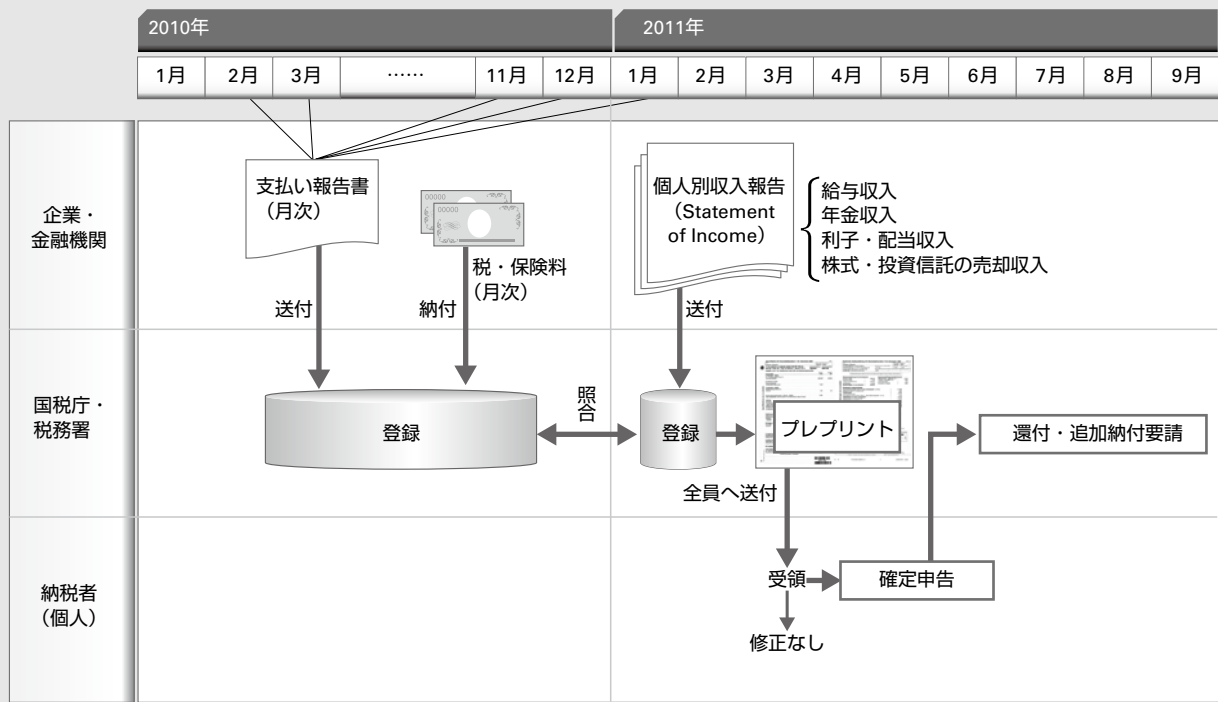 2010年
2011年
1月
2月
3月
……
11月
12月
1月
2月
3月
4月
5月
6月
7月
8月
9月
企業・
金融機関
支払い報告書
（月次）
00000
00000
税・保険料
（月次）
個人別収入報告
（Statement
of Income）
給与収入
年金収入
利子・配当収入
株式・投資信託の売却収入
送付
納付
送付
国税庁・
税務署
登録
照合
登録
プレプリント
還付・追加納付要請
全員へ送付
納税者
（個人）
受領
確定申告
修正なし